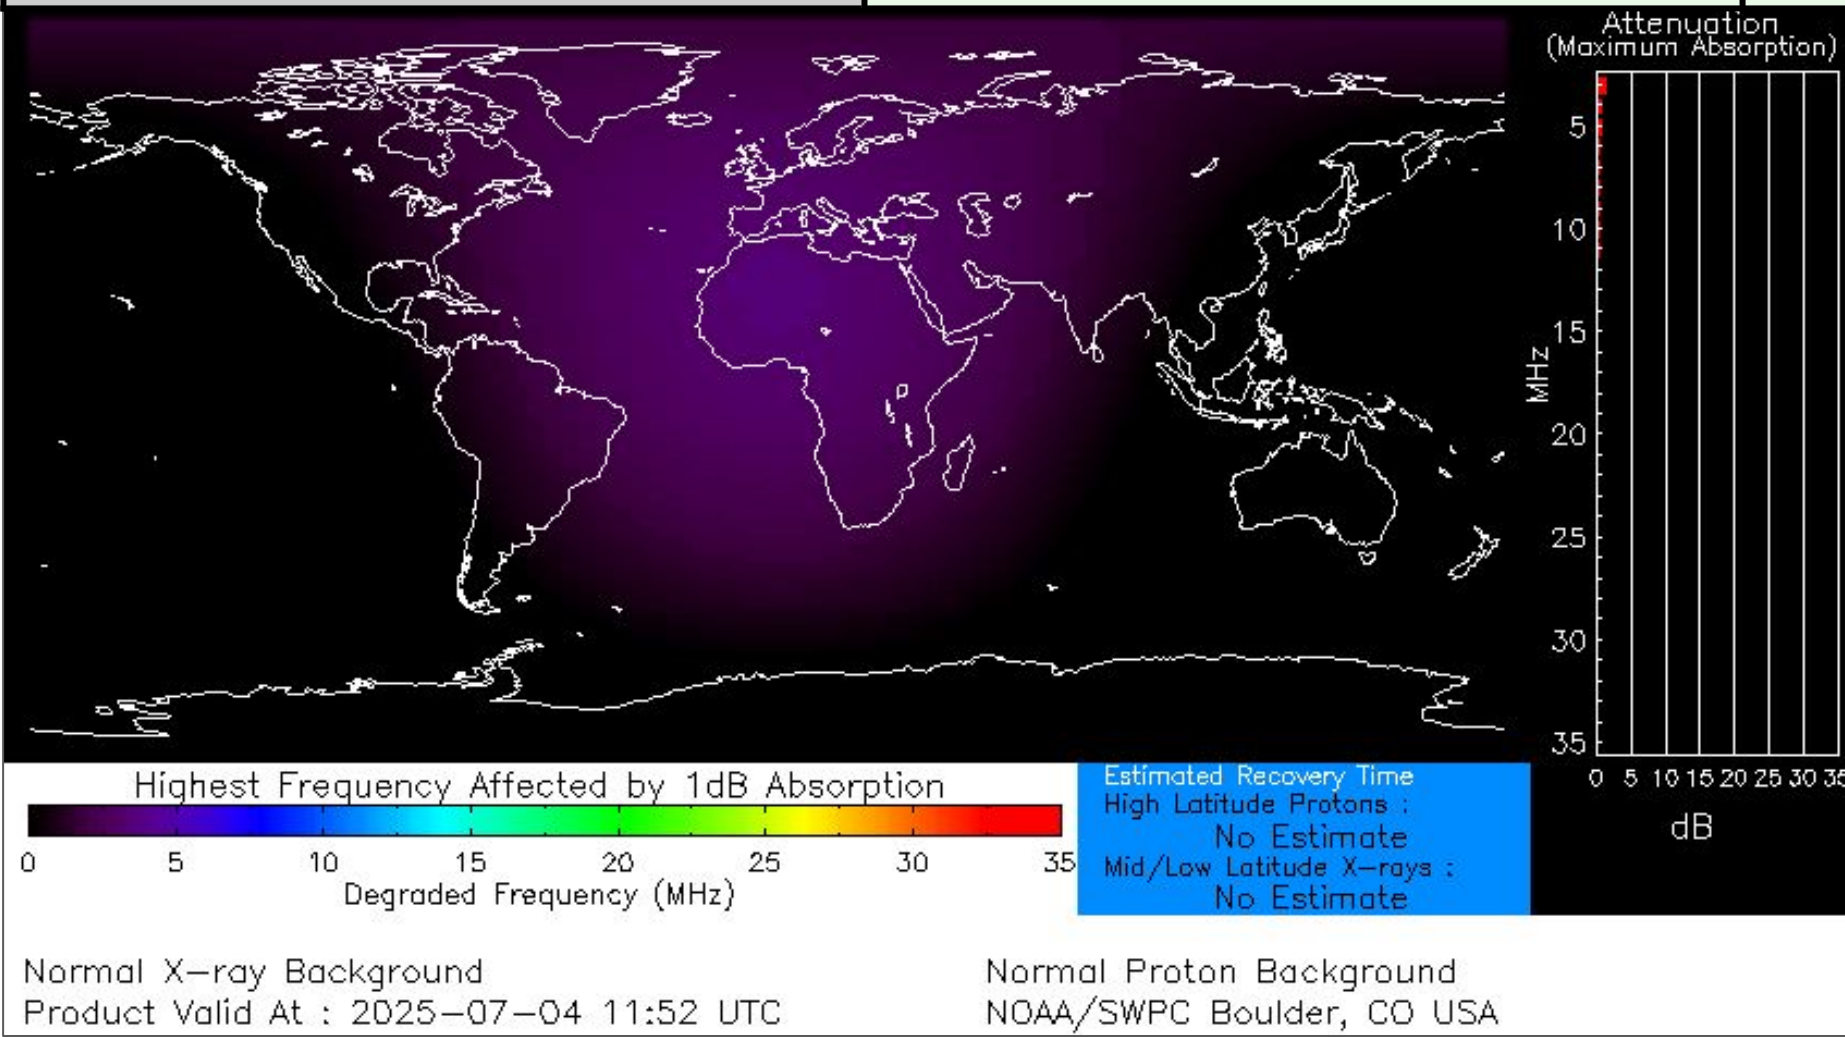 Attenuation
(Maximum Absorption)
5
10
15
20
25
30
35
MHz
0 5 10 15 20 25 30 35
dB
Highest Frequency Affected by 1dB Absorption
0 5 10 15 20 25 30 35
Degraded Frequency (MHz)
Estimated Recovery Time
High Latitude Protons :
No Estimate
Mid/Low Latitude X-rays :
No Estimate
Normal X-ray Background
Normal Proton Background
Product Valid At : 2025-07-04 11:52 UTC
NOAA/SWPC Boulder, CO USA